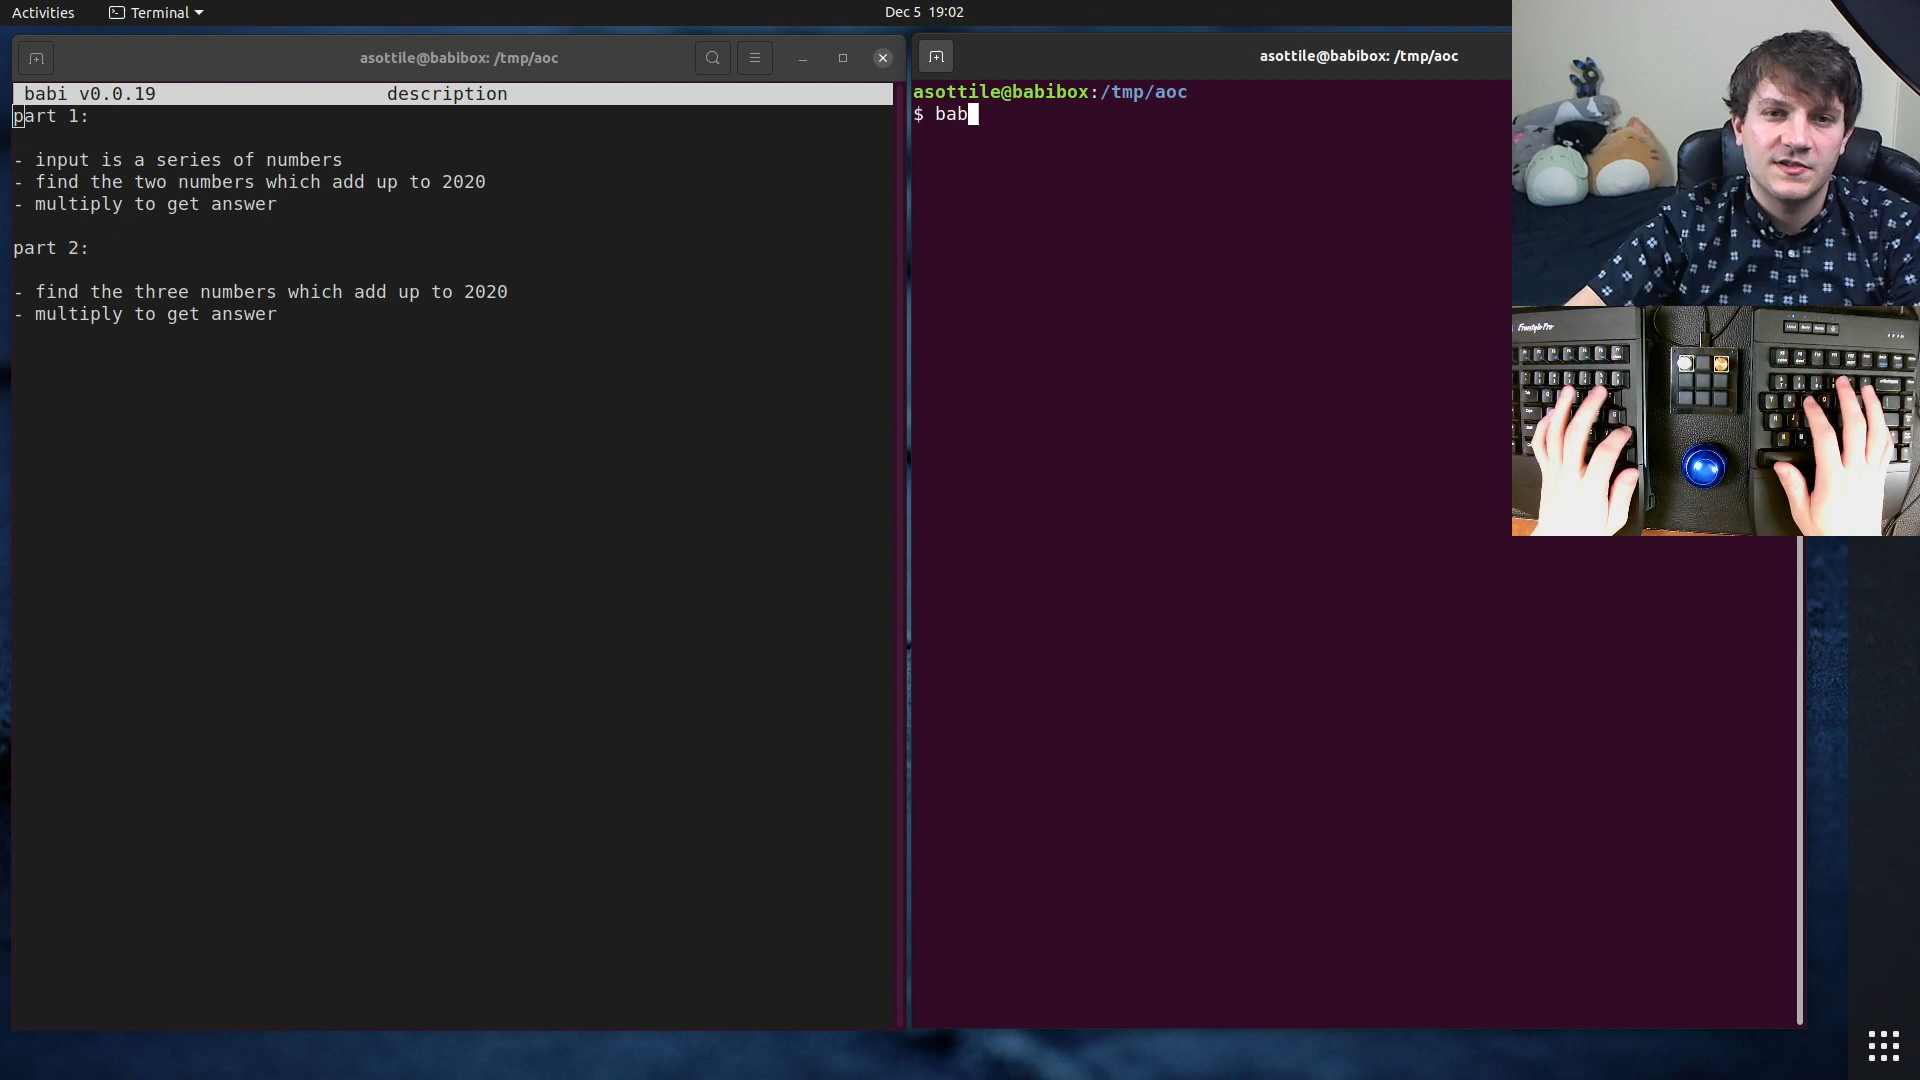 Activities
Terminal
Dec 5 19:02
asottile@babibox: /tmp/aoc
babi v0.0.19 description
part 1:
- input is a series of numbers
- find the two numbers which add up to 2020
- multiply to get answer
part 2:
- find the three numbers which add up to 2020
- multiply to get answer
asottile@babibox: /tmp/aoc
asottile@babibox:/tmp/aoc
$ bab
Freestyle Pro